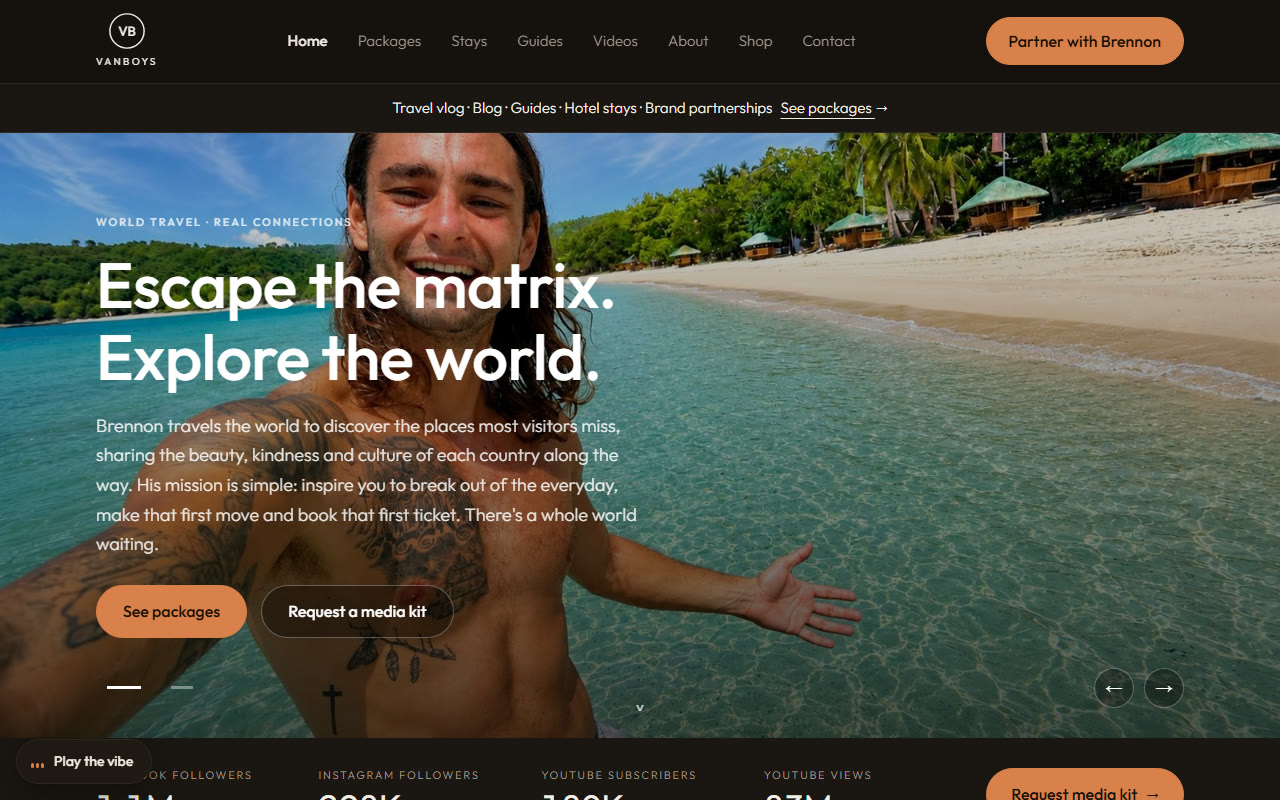 VB
VANBOYS
Home Packages Stays Guides Videos About Shop Contact
Partner with Brennon
Travel vlog · Blog · Guides · Hotel stays · Brand partnerships See packages →
WORLD TRAVEL · REAL CONNECTIONS
Escape the matrix.
Explore the world.
Brennon travels the world to discover the places most visitors miss,
sharing the beauty, kindness and culture of each country along the
way. His mission is simple: inspire you to break out of the everyday,
make that first move and book that first ticket. There's a whole world
waiting.
See packages
Request a media kit
← →
v
Play the vibe
FOLLOWERS
INSTAGRAM FOLLOWERS
YOUTUBE SUBSCRIBERS
YOUTUBE VIEWS
Request media kit →